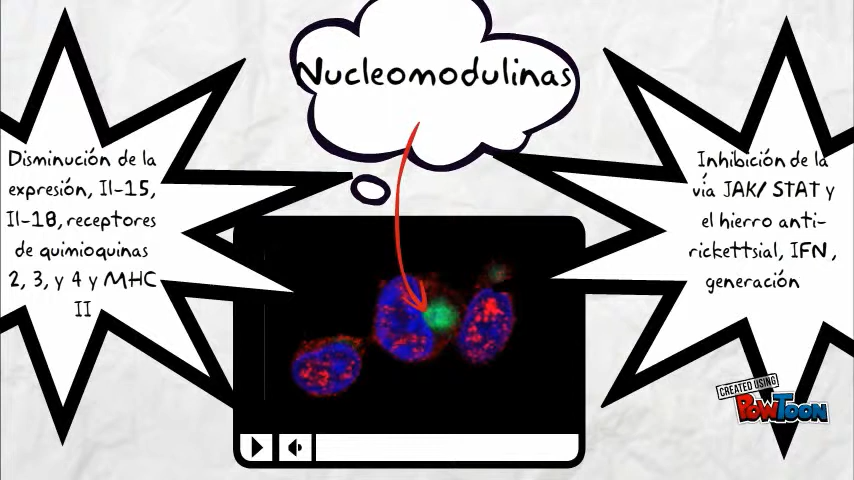 Nucleomodulinas
Disminución de la
expresión, Il-15,
Il-18, receptores
de quimioquinas
2, 3, y 4 y MHC
II
Inhibición de la
vía JAK/ STAT y
el hierro anti-
rickettsial, IFN,
generación
CREATED USING
POWTOON